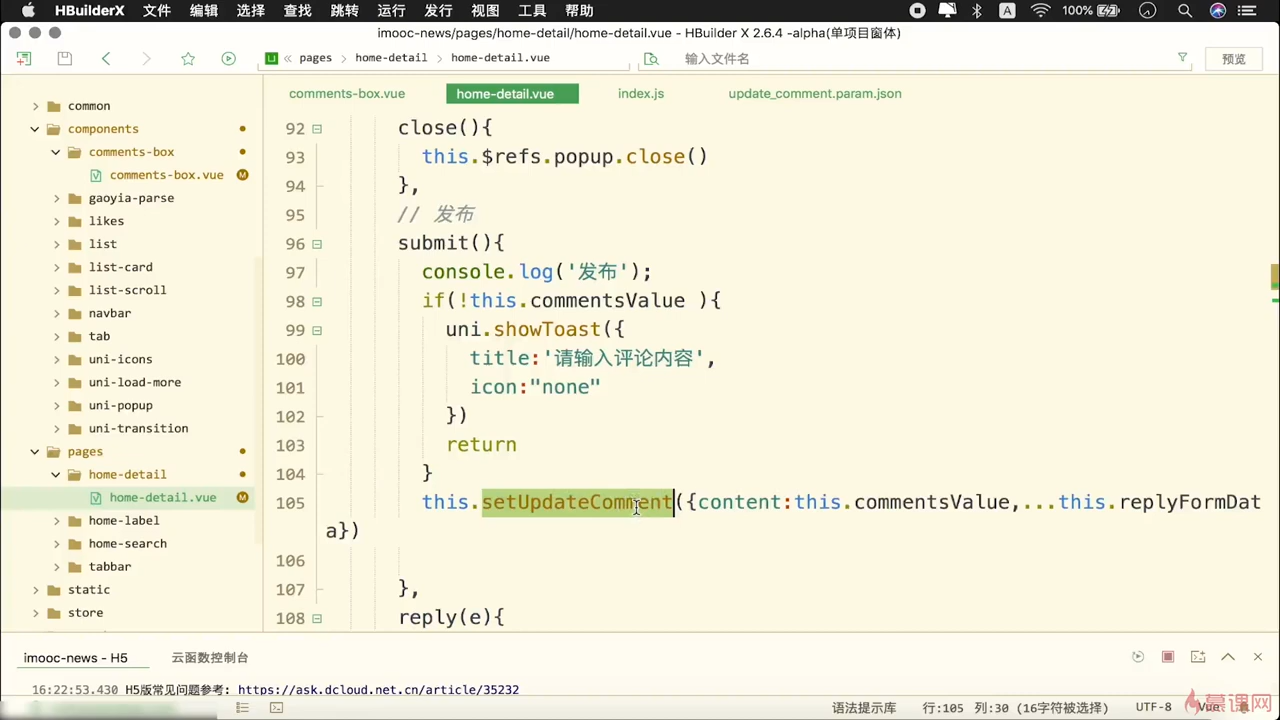 HBuilderX 文件 编辑 选择 查找 跳转 运行 发行 视图 工具 帮助 100%
imooc-news/pages/home-detail/home-detail.vue - HBuilder X 2.6.4 -alpha(单项目窗体)
pages home-detail home-detail.vue 输入文件名 预览
comments-box.vue home-detail.vue index.js update_comment.param.json
common
components
comments-box
comments-box.vue
gaoyia-parse
likes
list
list-card
list-scroll
navbar
tab
uni-icons
uni-load-more
uni-popup
uni-transition
pages
home-detail
home-detail.vue
home-label
home-search
tabbar
static
store
92 close(){
93 this.$refs.popup.close()
94 },
95 // 发布
96 submit(){
97 console.log('发布');
98 if(!this.commentsValue ){
99 uni.showToast({
100 title:'请输入评论内容',
101 icon:"none"
102 })
103 return
104 }
105 this.setUpdateComment({content:this.commentsValue,...this.replyFormDat
a})
106
107 },
108 reply(e){
imooc-news - H5 云函数控制台
16:22:53.430 H5版常见问题参考: https://ask.dcloud.net.cn/article/35232
语法提示库 行:105 列:30 (16字符被选择) UTF-8 Vue
慕课网